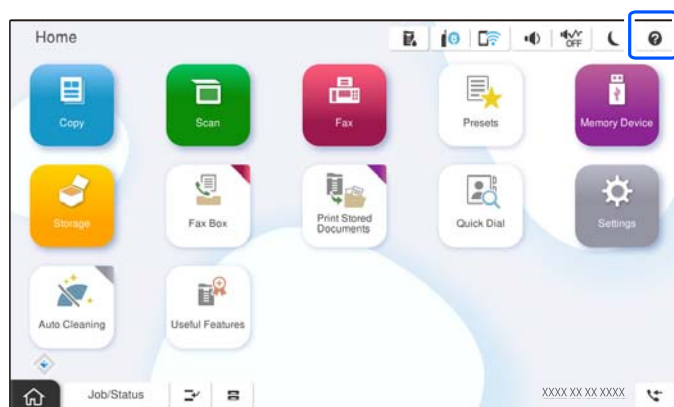 Home
OFF
Copy
Scan
Fax
Presets
Memory Device
Storage
Fax Box
Print Stored
Documents
Quick Dial
Settings
Auto Cleaning
Useful Features
Job/Status
XXXX XX XX XXXX